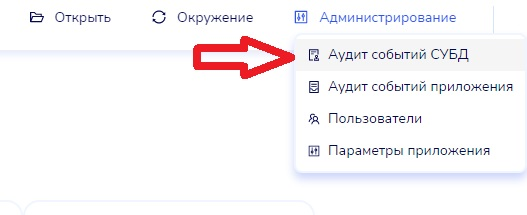 Открыть Окружение Администрирование
Аудит событий СУБД
Аудит событий приложения
Пользователи
Параметры приложения